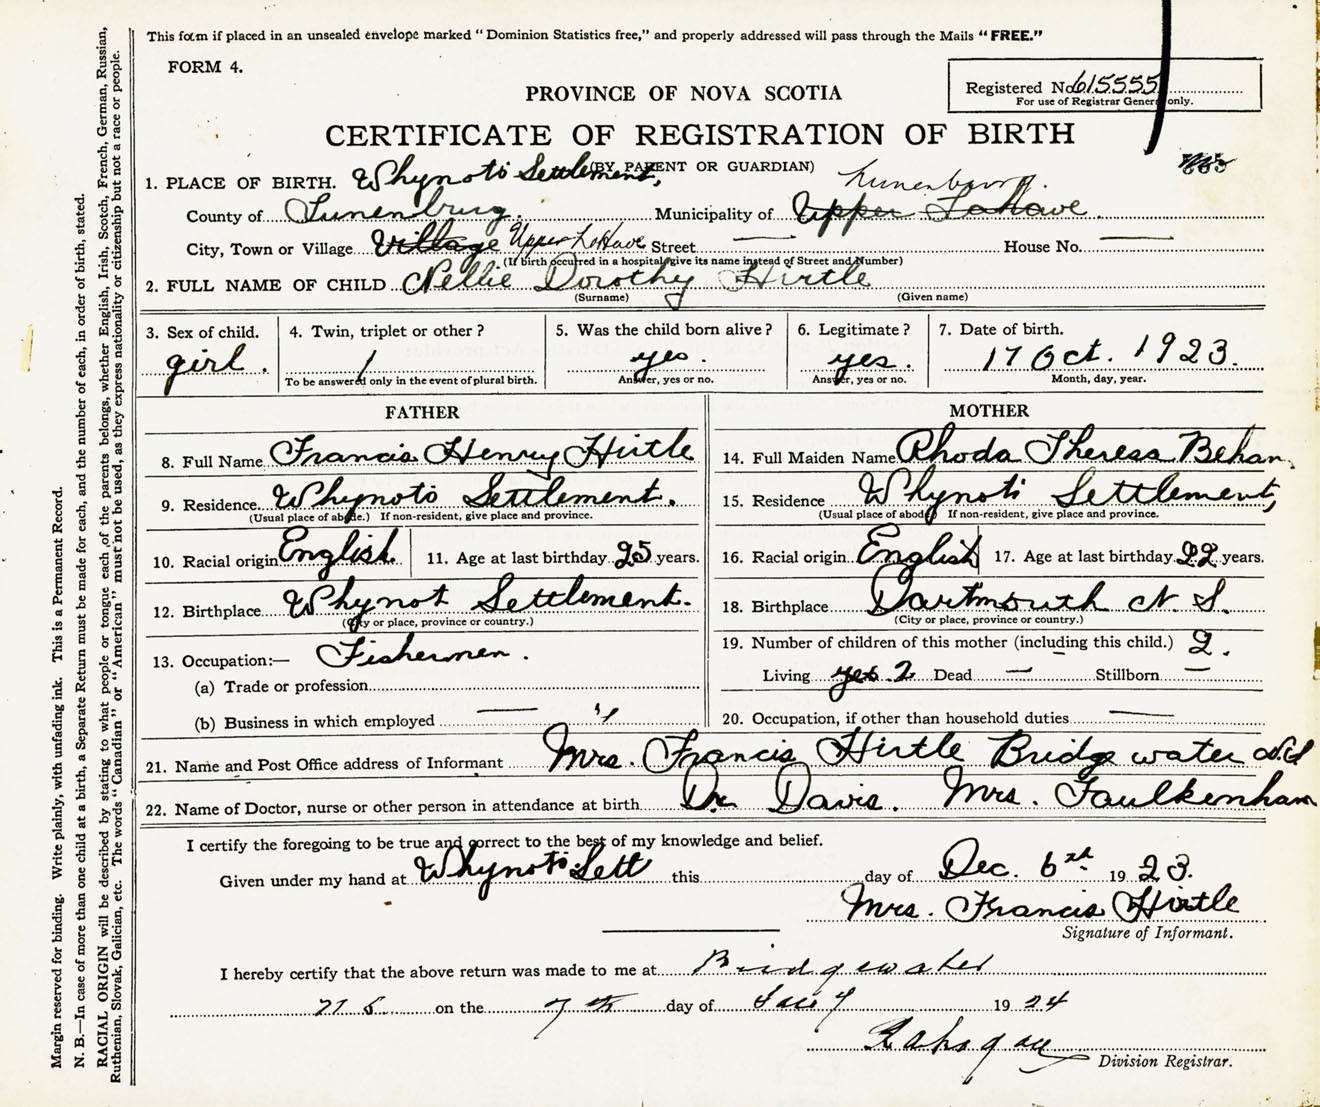 This form if placed in an unsealed envelope marked "Dominion Statistics free," and properly addressed will pass through the Mails "FREE."
FORM 4.
Registered No. 615555
For use of Registrar General only.
PROVINCE OF NOVA SCOTIA
CERTIFICATE OF REGISTRATION OF BIRTH
(BY PARENT OR GUARDIAN)
1. PLACE OF BIRTH. Whynots Settlement,
Lunenburg.
County of Lunenburg. Municipality of Upper LaHave
City, Town or Village Village Upper LaHave Street — House No. —
(If birth occurred in a hospital give its name instead of Street and Number)
2. FULL NAME OF CHILD Nellie Dorothy Hirtle
(Surname) (Given name)
3. Sex of child. 4. Twin, triplet or other? 5. Was the child born alive? 6. Legitimate? 7. Date of birth.
girl. 1 yes yes. 17 Oct. 1923.
To be answered only in the event of plural birth. Answer, yes or no. Answer, yes or no. Month, day, year.
FATHER
8. Full Name Francis Henry Hirtle
9. Residence Whynots Settlement.
(Usual place of abode.) If non-resident, give place and province.
10. Racial origin English. 11. Age at last birthday 25 years.
12. Birthplace Whynot Settlement.
(City or place, province or country.)
13. Occupation:— Fishermen.
(a) Trade or profession
(b) Business in which employed — "
MOTHER
14. Full Maiden Name Rhoda Theresa Behan.
15. Residence Whynots Settlement,
(Usual place of abode) If non-resident, give place and province.
16. Racial origin English 17. Age at last birthday 22 years.
18. Birthplace Dartmouth N. S.
(City or place, province or country.)
19. Number of children of this mother (including this child.) 2.
Living yes 2 Dead — Stillborn —
20. Occupation, if other than household duties —
21. Name and Post Office address of Informant Mrs. Francis Hirtle Bridgewater N.S
22. Name of Doctor, nurse or other person in attendance at birth Dr. Davis. Mrs. Faulkenham
I certify the foregoing to be true and correct to the best of my knowledge and belief.
Given under my hand at Whynots Sett this day of Dec. 6th 1923.
Mrs. Francis Hirtle
Signature of Informant.
I hereby certify that the above return was made to me at Bridgewater
N S on the 7th day of Jany 1924
Division Registrar.
Margin reserved for binding. Write plainly, with unfading ink. This is a Permanent Record.
N. B.—In case of more than one child at a birth, a Separate Return must be made for each, and the number of each, in order of birth, stated.
RACIAL ORIGIN will be described by stating to what people or tongue each of the parents belongs, whether English, Irish, Scotch, French, German, Russian,
Ruthenian, Slovak, Galician, etc. The words "Canadian" or "American" must not be used, as they express nationality or citizenship but not a race or people.